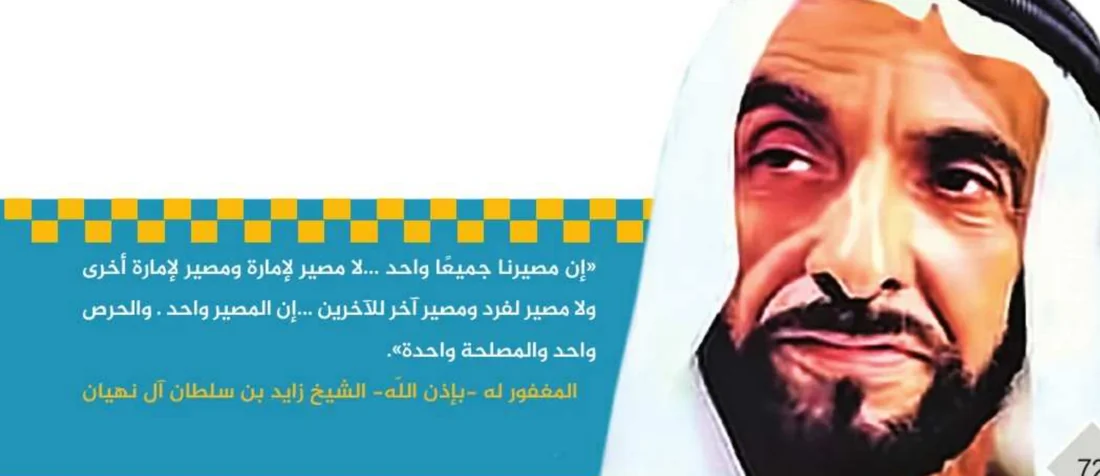 «إن مصيرنا جميعًا واحد ...لا مصير لإمارة ومصير لإمارة أخرى
ولا مصير لفرد ومصير آخر للآخرين ...إن المصير واحد . والحرص
واحد والمصلحة واحدة».
المغفور له -بإذن الله- الشيخ زايد بن سلطان آل نهيان
72